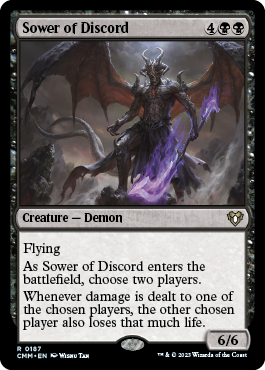 Sower of Discord 4
Creature — Demon
Flying
As Sower of Discord enters the
battlefield, choose two players.
Whenever damage is dealt to one of
the chosen players, the other chosen
player also loses that much life.
6/6
R 0187
CMM • EN Wisnu Tan
™ & © 2023 Wizards of the Coast